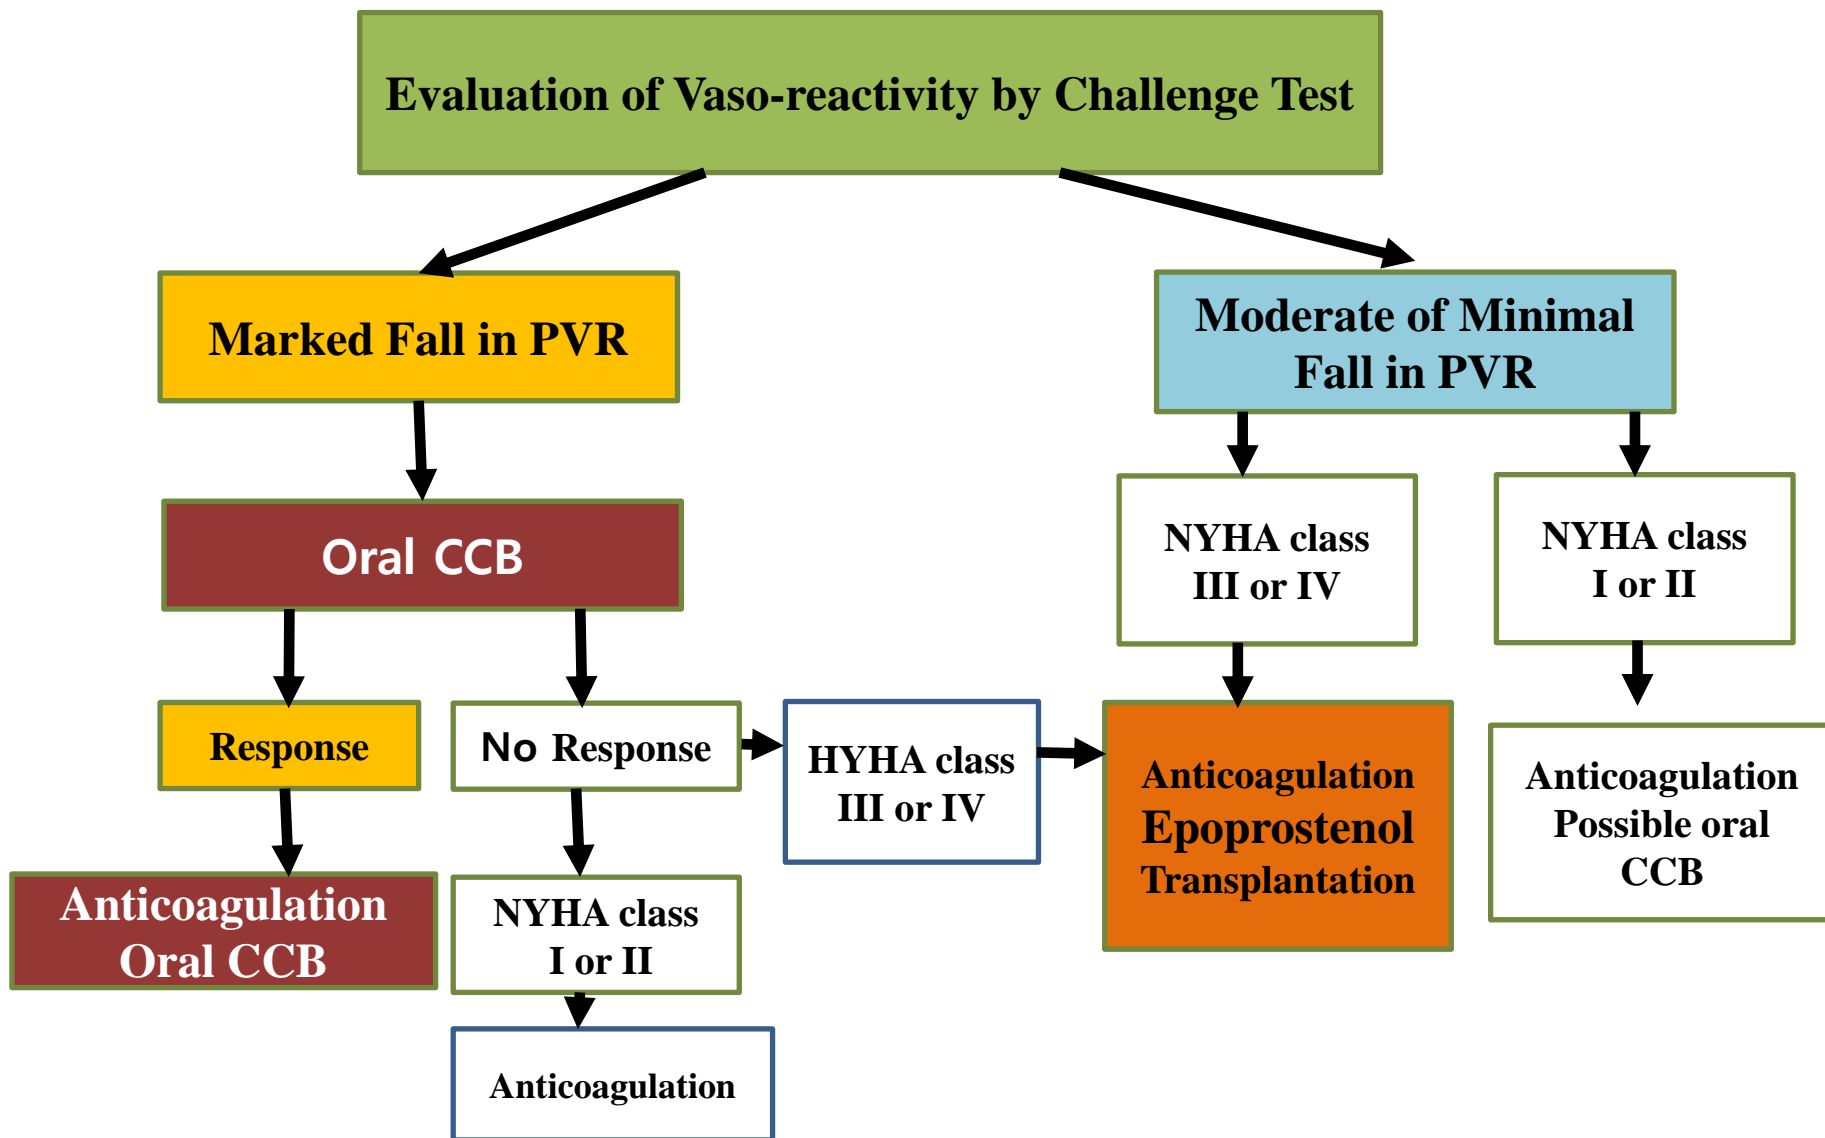 Evaluation of Vaso-reactivity by Challenge Test
Marked Fall in PVR
Moderate of Minimal
Fall in PVR
Oral CCB
NYHA class
III or IV
NYHA class
I or II
Response
No Response
HYHA class
III or IV
Anticoagulation
Epoprostenol
Transplantation
Anticoagulation
Possible oral
CCB
Anticoagulation
Oral CCB
NYHA class
I or II
Anticoagulation